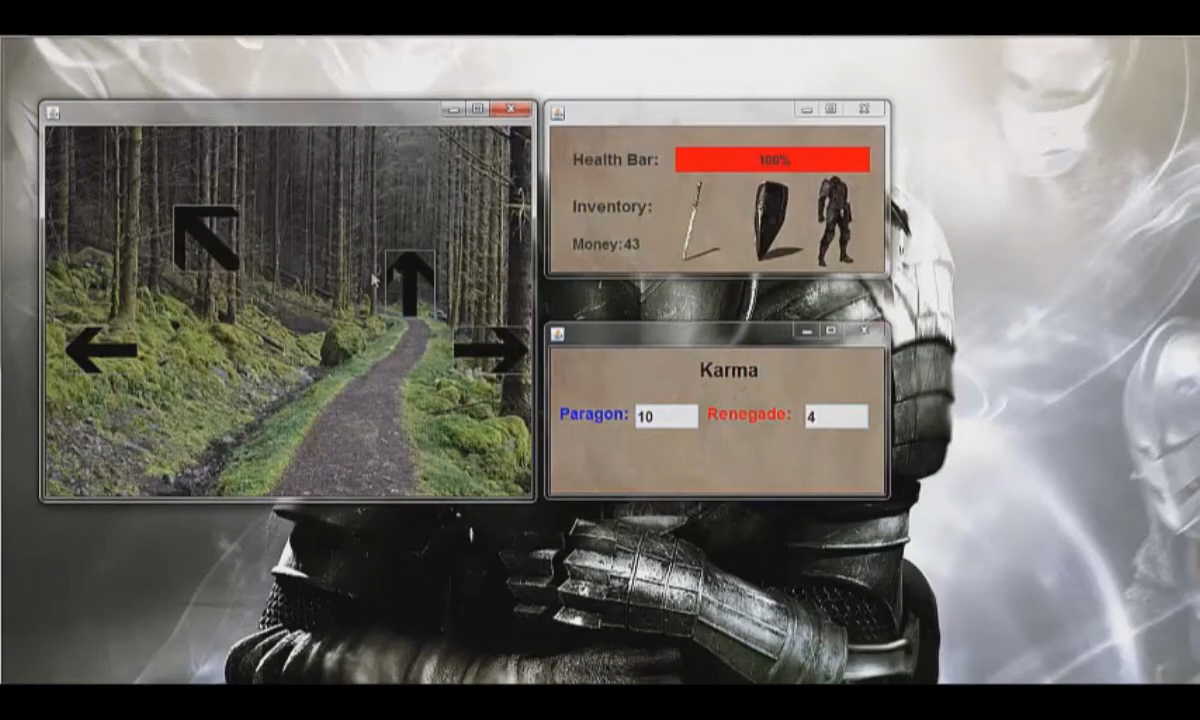 Health Bar: 100%
Inventory:
Money: 43
Karma
Paragon: 10 Renegade: 4